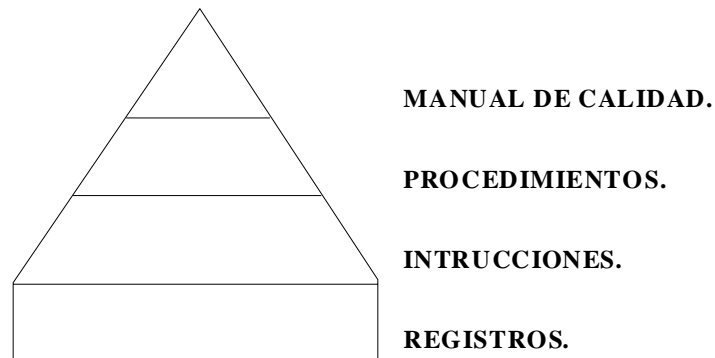 MANUAL DE CALIDAD.
PROCEDIMIENTOS.
INTRUCCIONES.
REGISTROS.